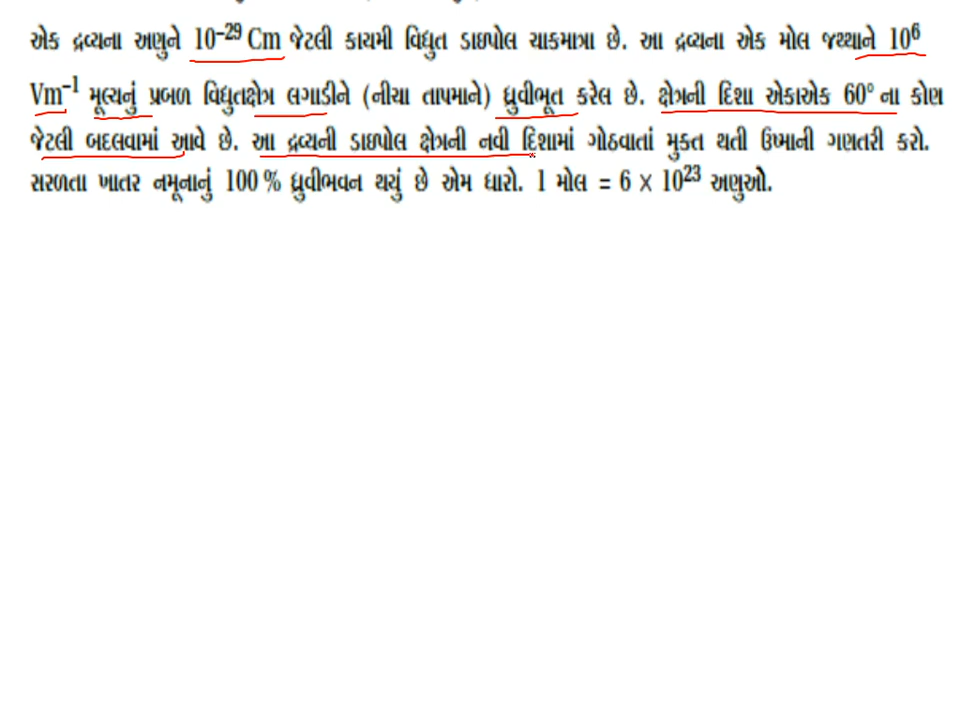 એક દ્રવ્યના અણુને 10⁻²⁹ Cm જેટલી કાયમી વિદ્યુત ડાઇપોલ ચાકમાત્રા છે. આ દ્રવ્યના એક મોલ જથ્થાને 10⁶
Vm⁻¹ મૂલ્યનું પ્રબળ વિદ્યુતક્ષેત્ર લગાડીને (નીચા તાપમાને) ધ્રુવીભૂત કરેલ છે. ક્ષેત્રની દિશા એકાએક 60° ના કોણ
જેટલી બદલવામાં આવે છે. આ દ્રવ્યની ડાઇપોલ ક્ષેત્રની નવી દિશામાં ગોઠવાતાં મુક્ત થતી ઉષ્માની ગણતરી કરો.
સરળતા ખાતર નમૂનાનું 100 % ધ્રુવીભવન થયું છે એમ ધારો. 1 મોલ = 6 × 10²³ અણુઓ.